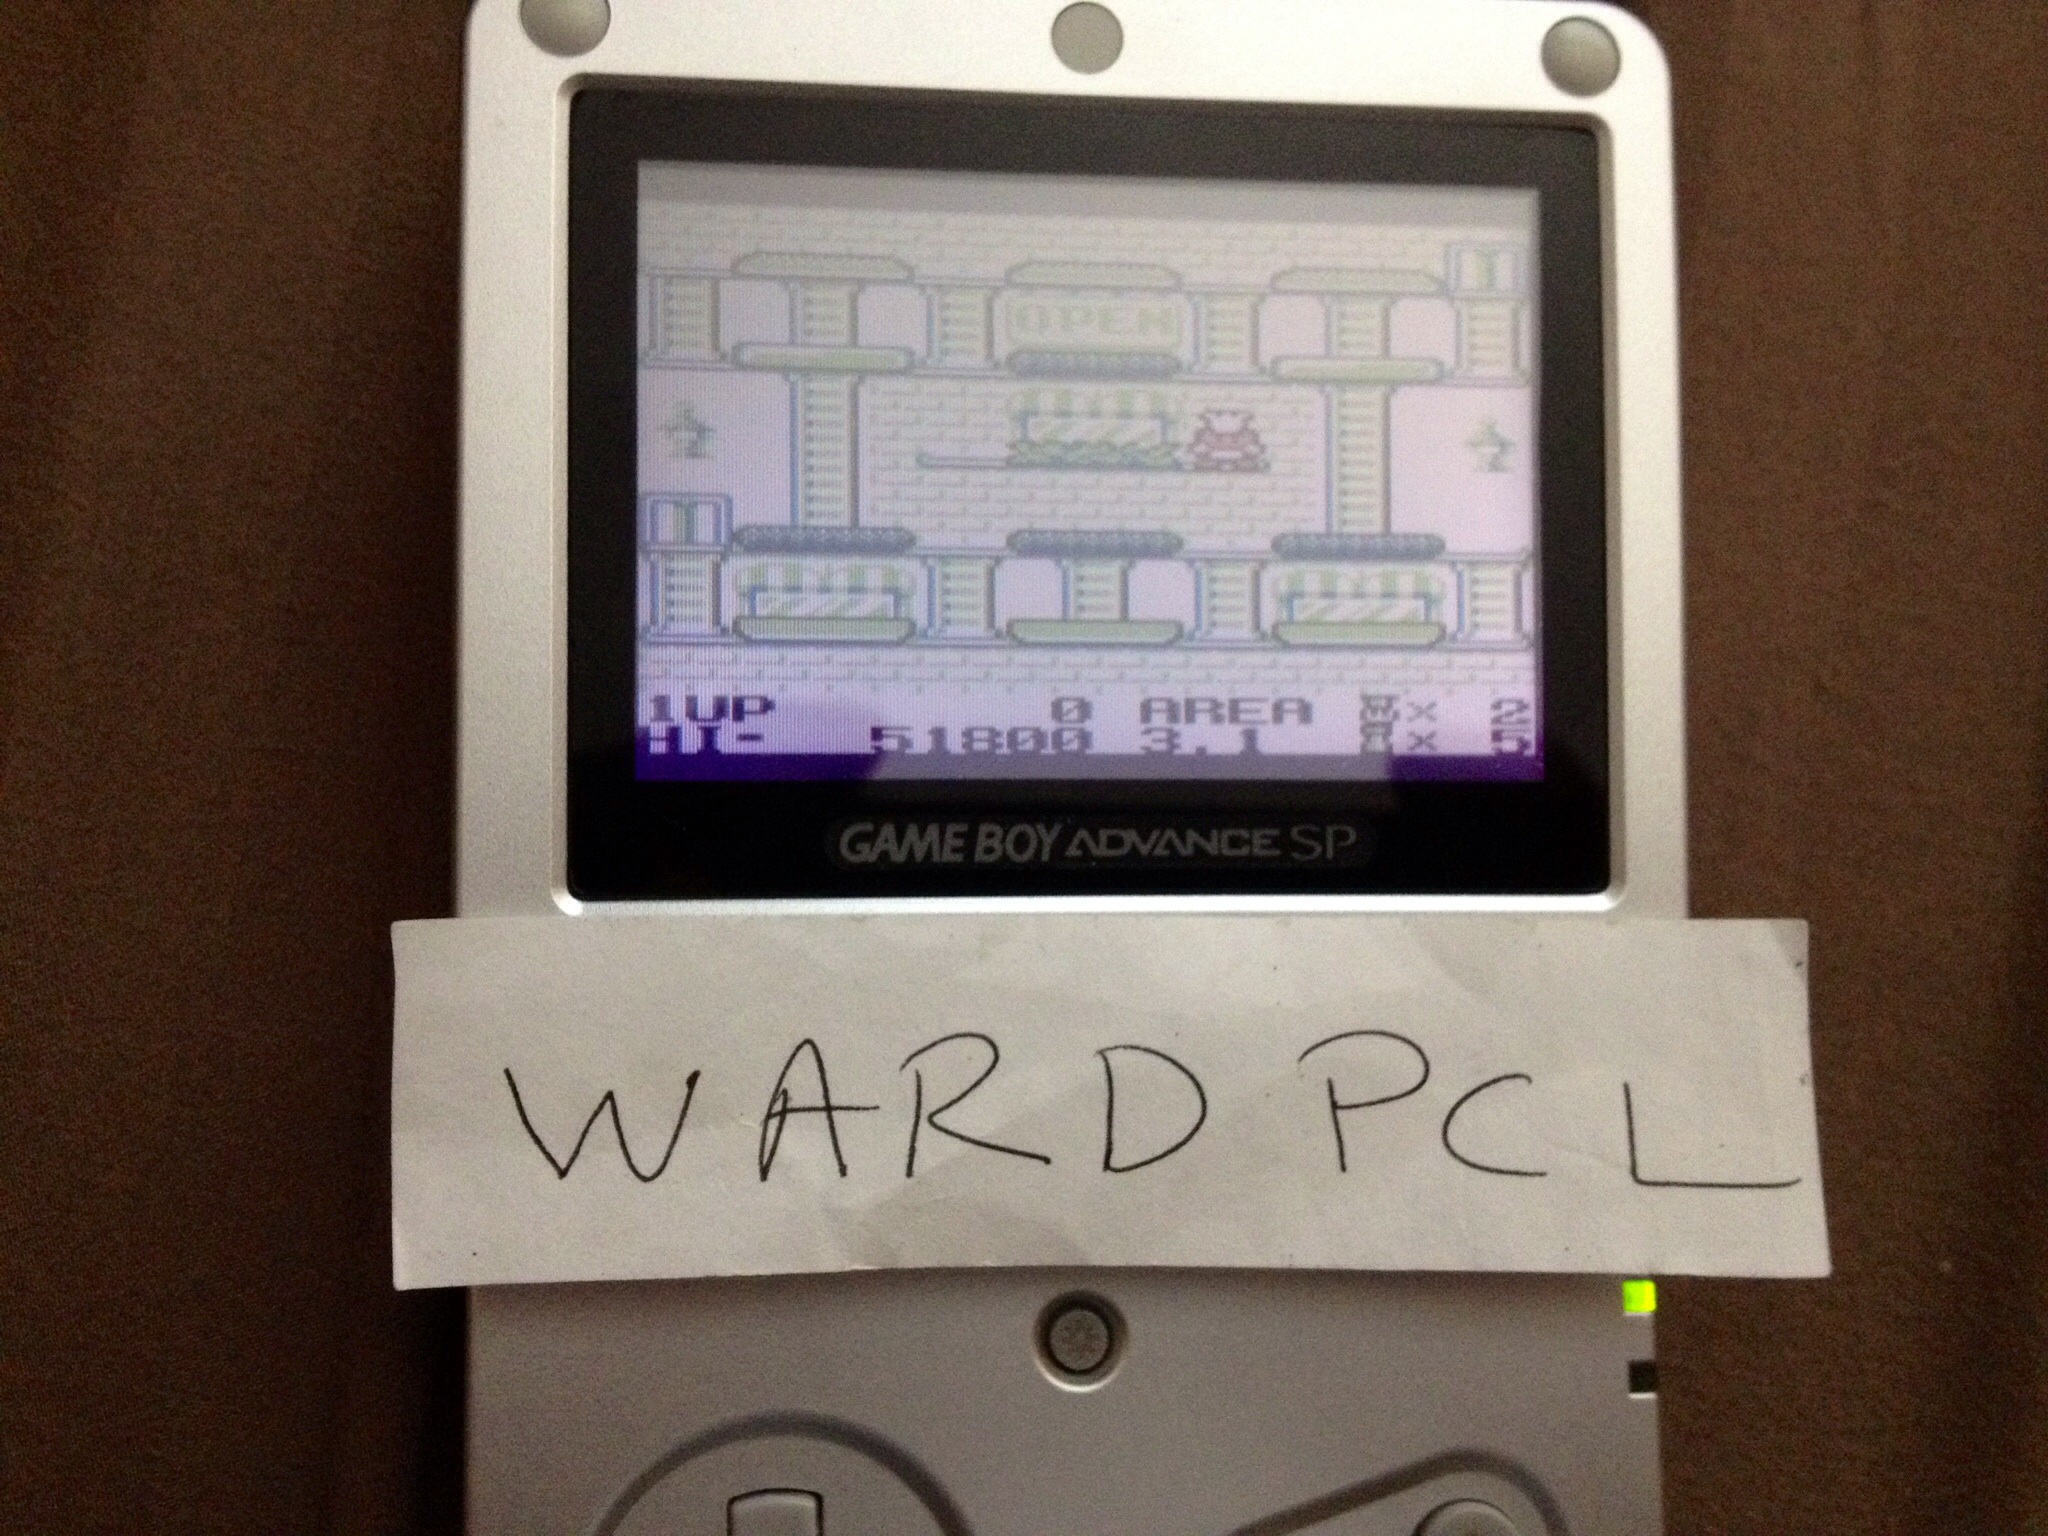 OPEN
1UP 0 AREA x 2
HI- 51800 3.1 x 5
GAME BOY ADVANCE SP
WARD PCL